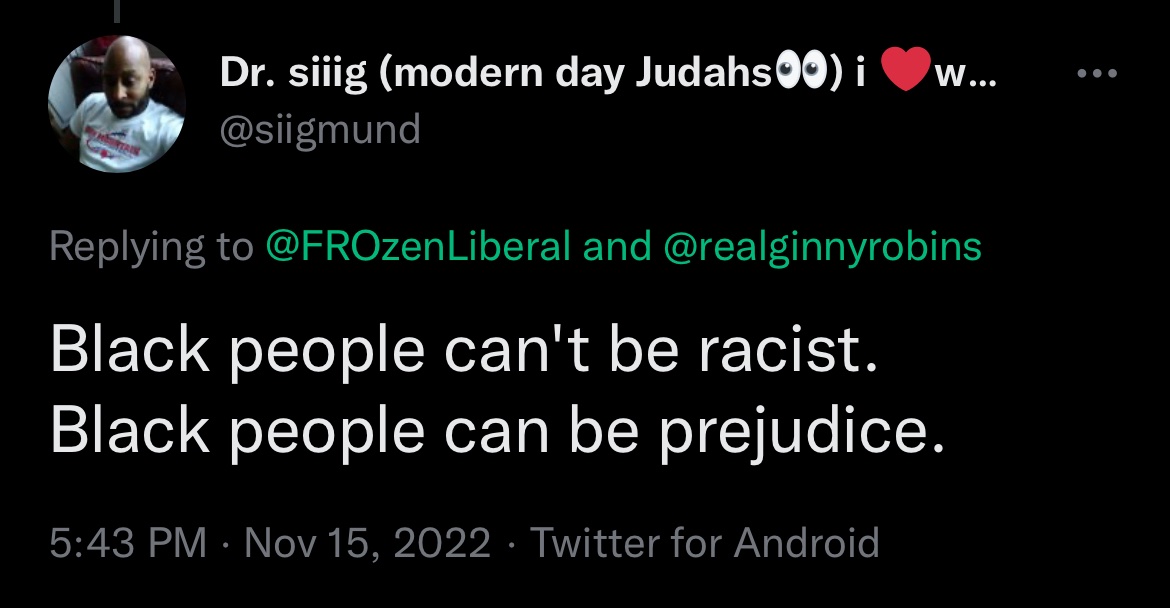 Dr. siiig (modern day Judahs👀) i ❤️w...
@siigmund
Replying to @FROzenLiberal and @realginnyrobins
Black people can't be racist.
Black people can be prejudice.
5:43 PM · Nov 15, 2022 · Twitter for Android